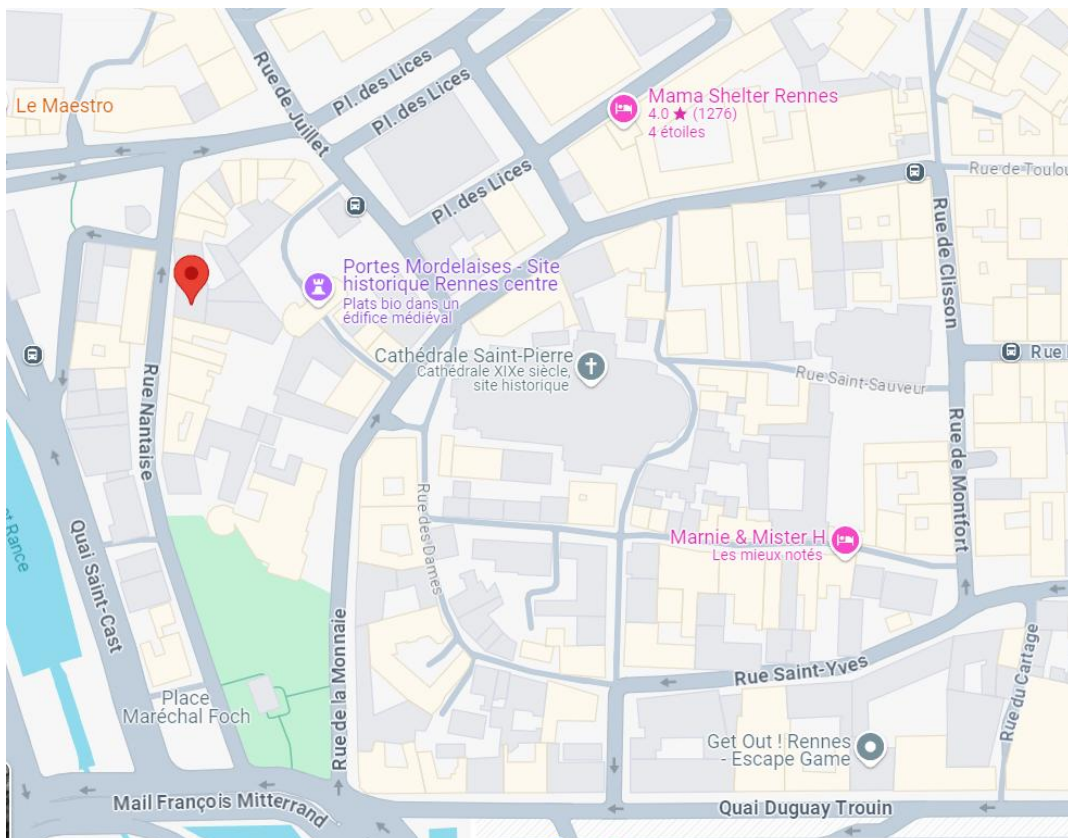 Le Maestro
Rue de Juillet
Pl. des Lices
Pl. des Lices
Pl. des Lices
Mama Shelter Rennes
4.0 ★ (1276)
4 étoiles
Rue de Toulou
Rue de Clisson
Portes Mordelaises - Site
historique Rennes centre
Plats bio dans un
édifice médiéval
Cathédrale Saint-Pierre
Cathédrale XIXe siècle,
site historique
Rue Saint-Sauveur
Rue
Rue Nantaise
Rue de Montfort
et Rance
Quai Saint-Cast
Rue des Dames
Marnie & Mister H
Les mieux notés
Rue de la Monnaie
Rue Saint-Yves
Rue du Cartage
Place
Maréchal Foch
Get Out ! Rennes
- Escape Game
Mail François Mitterrand
Quai Duguay Trouin